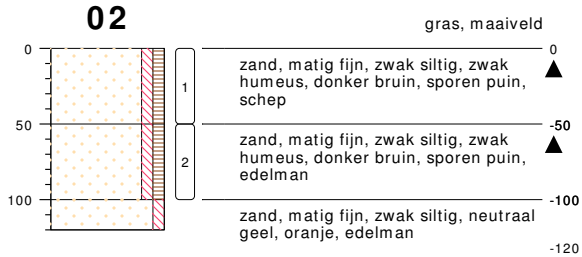 02
gras, maaiveld
0
0
zand, matig fijn, zwak siltig, zwak
humeus, donker bruin, sporen puin,
schep
1
50
-50
zand, matig fijn, zwak siltig, zwak
humeus, donker bruin, sporen puin,
edelman
2
100
-100
zand, matig fijn, zwak siltig, neutraal
geel, oranje, edelman
-120